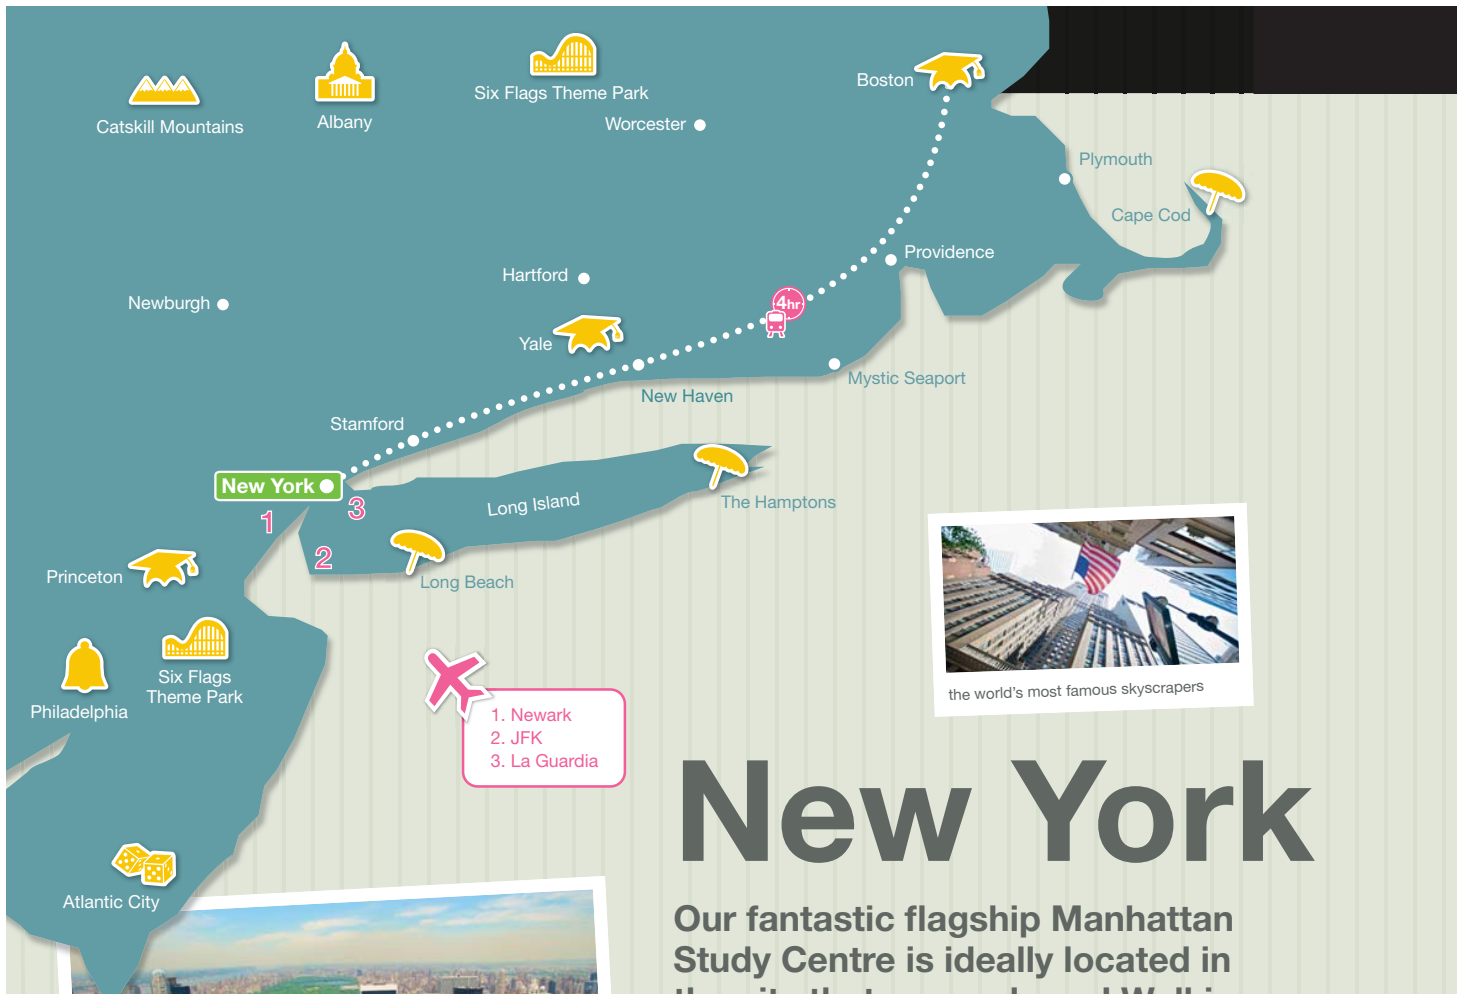 Six Flags Theme Park
Boston
Catskill Mountains
Albany
Worcester
Plymouth
Cape Cod
Providence
Hartford
Newburgh
4hr
Yale
Mystic Seaport
New Haven
Stamford
New York
1
3
Long Island
The Hamptons
2
Princeton
Long Beach
Six Flags
Theme Park
Philadelphia
1. Newark
2. JFK
3. La Guardia
the world's most famous skyscrapers
New York
Atlantic City
Our fantastic flagship Manhattan
Study Centre is ideally located in